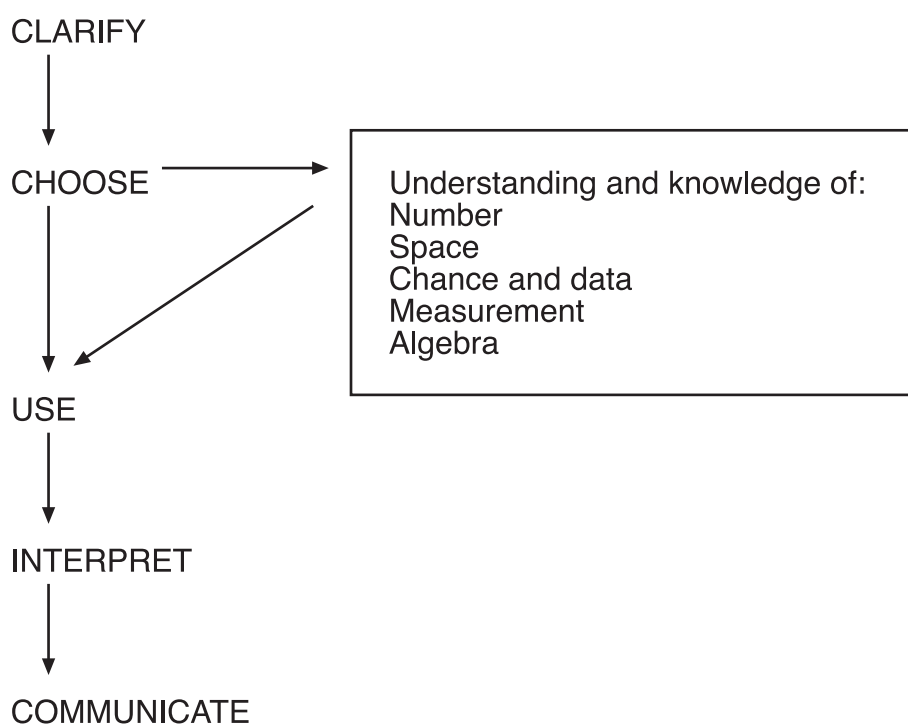 CLARIFY
CHOOSE
Understanding and knowledge of:
Number
Space
Chance and data
Measurement
Algebra
USE
INTERPRET
COMMUNICATE